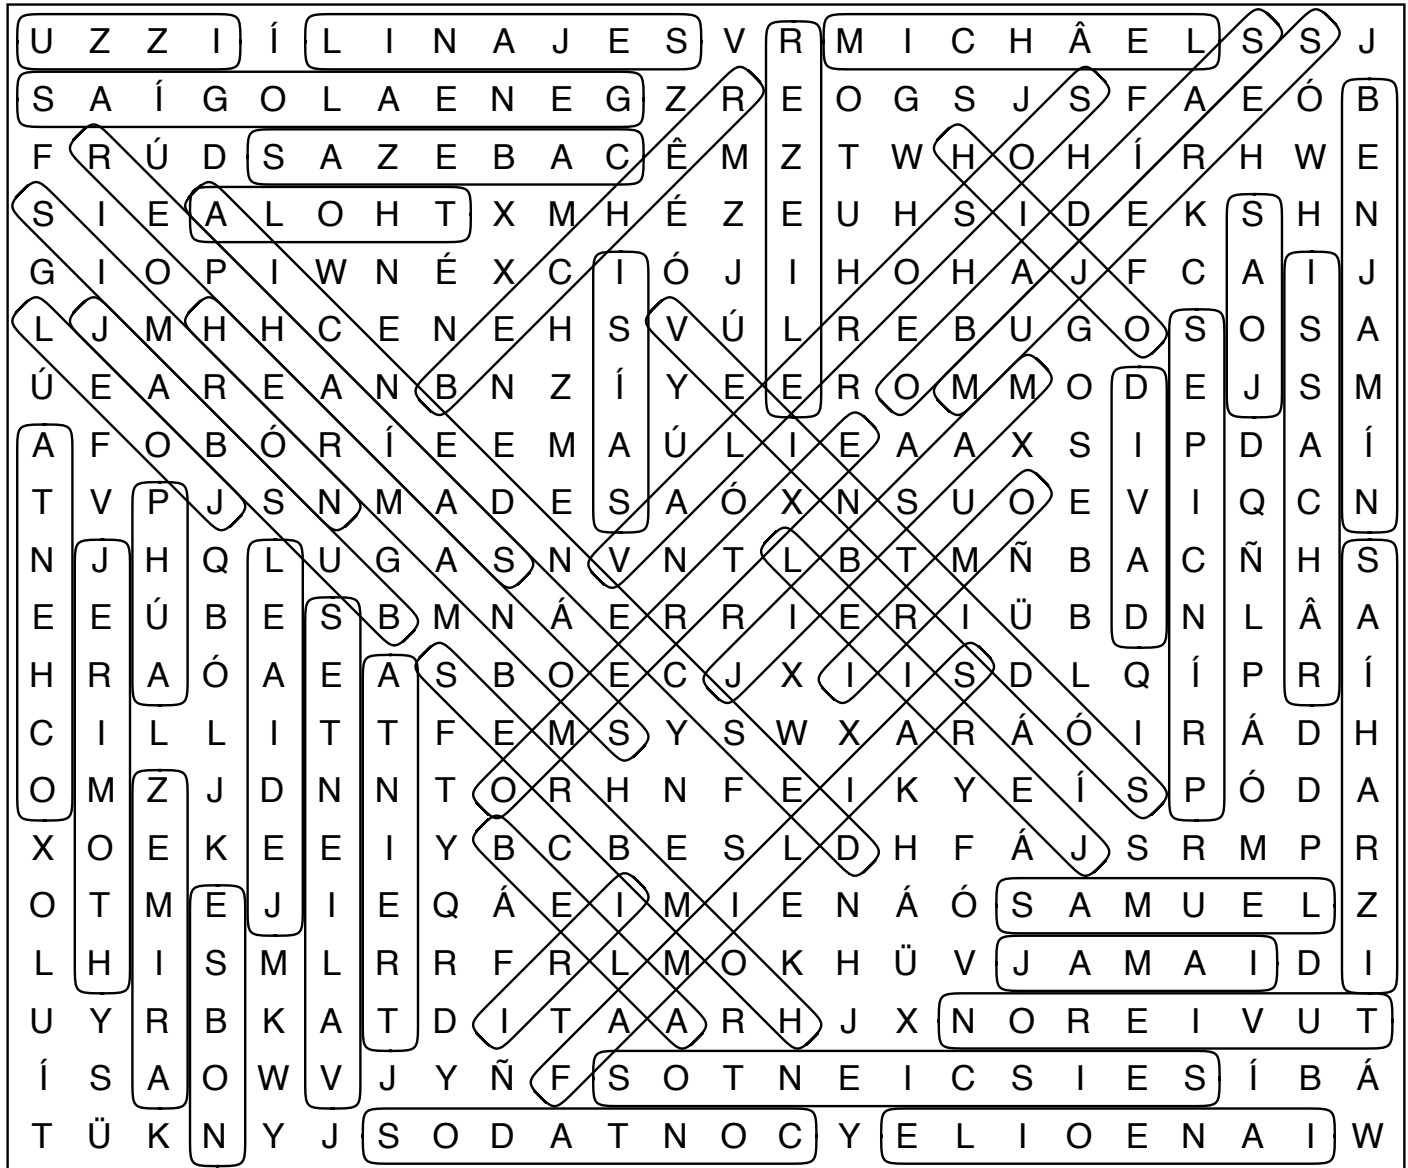 U Z Z I Í L I N A J E S V R M I C H Â E L S S J
S A Í G O L A E N E G Z R E O G S J S F A E Ó B
F R Ú D S A Z E B A C Ê M Z T W H O H Í R H W E
S I E A L O H T X M H É Z E U H S I D E K S H N
G I O P I W N É X C I Ó J I H O H A J F C A I J
L J M H H C E N E H S V Ú L R E B U G O S O S A
Ú E A R E A N B N Z Í Y E E R O M M O D E J S M
A F O B Ó R Í E E M A Ú L I E A A X S I P D A Í
T V P J S N M A D E S A Ó X N S U O E V I Q C N
N J H Q L U G A S N V N T L B T M Ñ B A C Ñ H S
E E Ú B E S B M N Á E R R I E R I Ü B D N L Â A
H R A Ó A E A S B O E C J X I I S D L Q Í P R Í
C I L L I T T F E M S Y S W X A R Á Ó I R Á D H
O M Z J D N N T O R H N F E I K Y E Í S P Ó D A
X O E K E E I Y B C B E S L D H F Á J S R M P R
O T M E J I E Q Á E I M I E N Á Ó S A M U E L Z
L H I S M L R R F R L M O K H Ü V J A M A I D I
U Y R B K A T D I T A A R H J X N O R E I V U T
Í S A O W V J Y Ñ F S O T N E I C S I E S Í B Á
T Ü K N Y J S O D A T N O C Y E L I O E N A I W